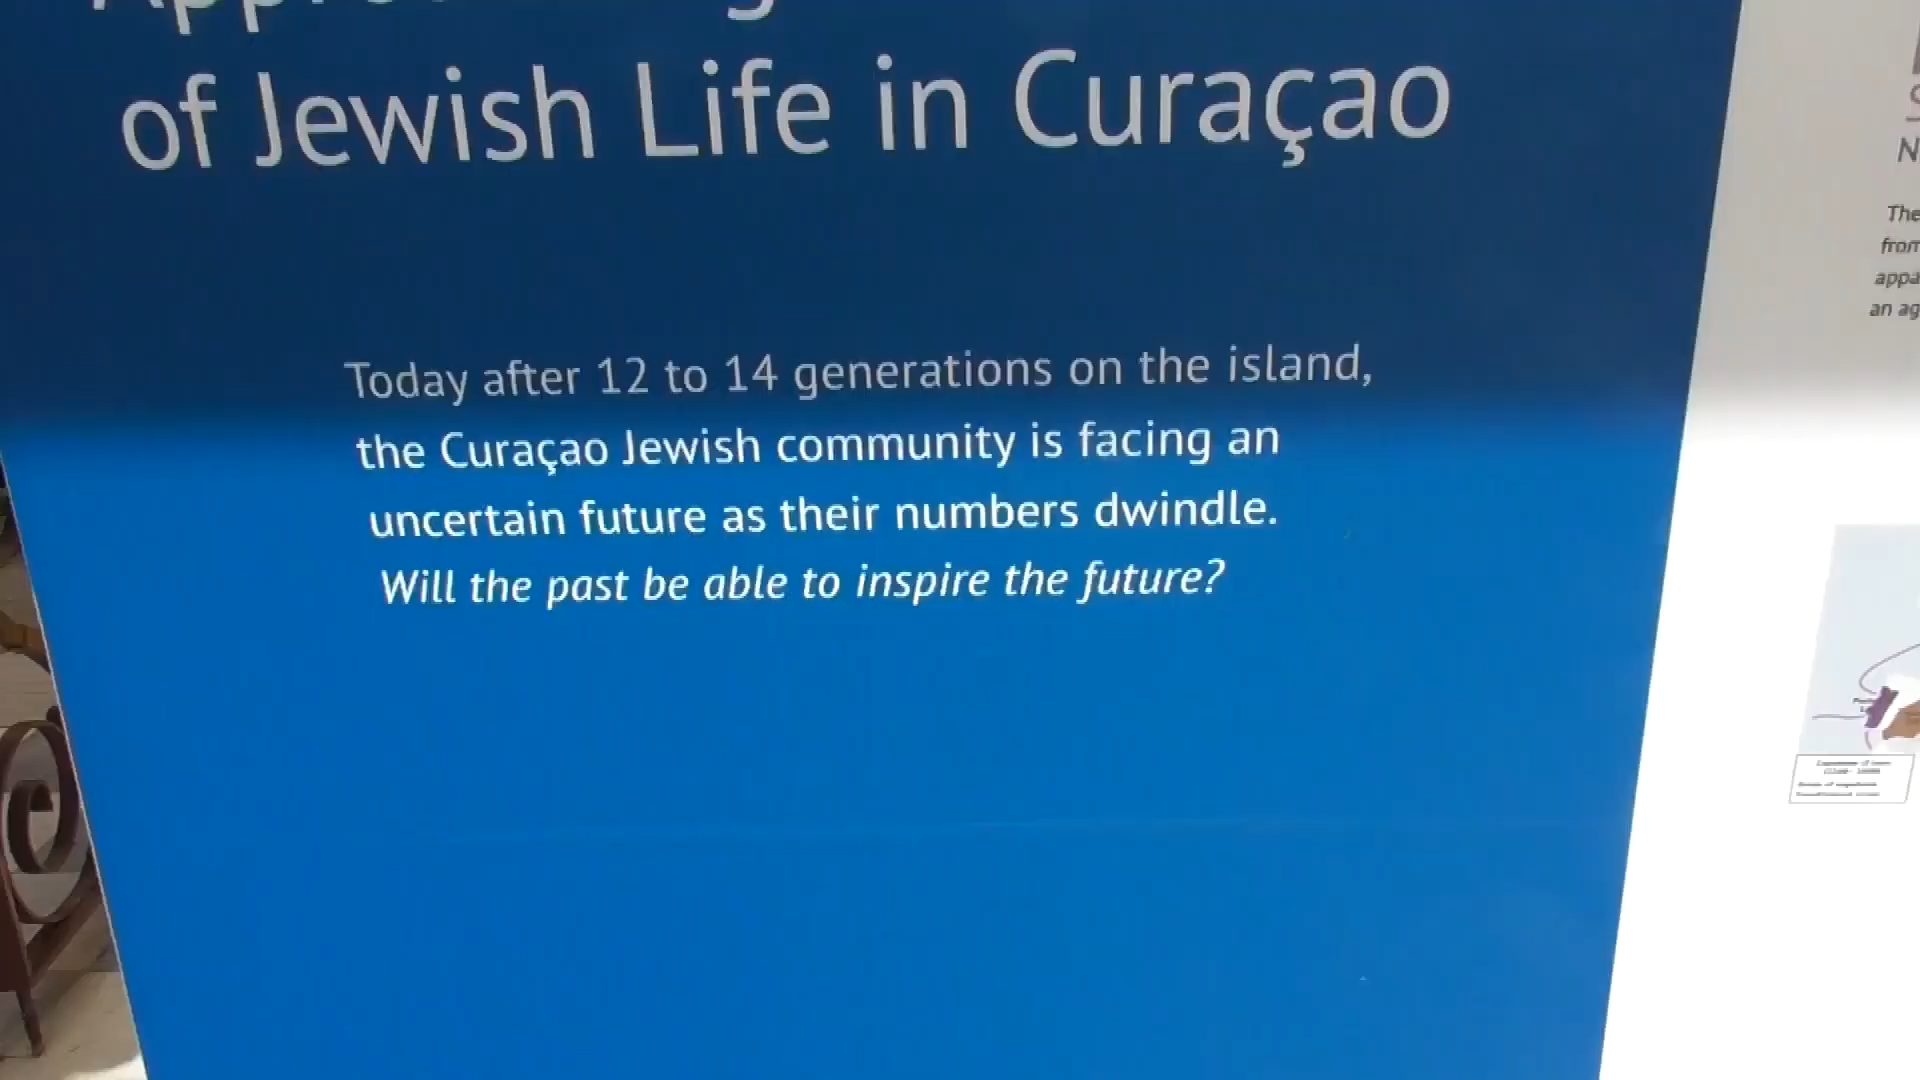 of Jewish Life in Curaçao
Today after 12 to 14 generations on the island,
the Curaçao Jewish community is facing an
uncertain future as their numbers dwindle.
Will the past be able to inspire the future?
The
from